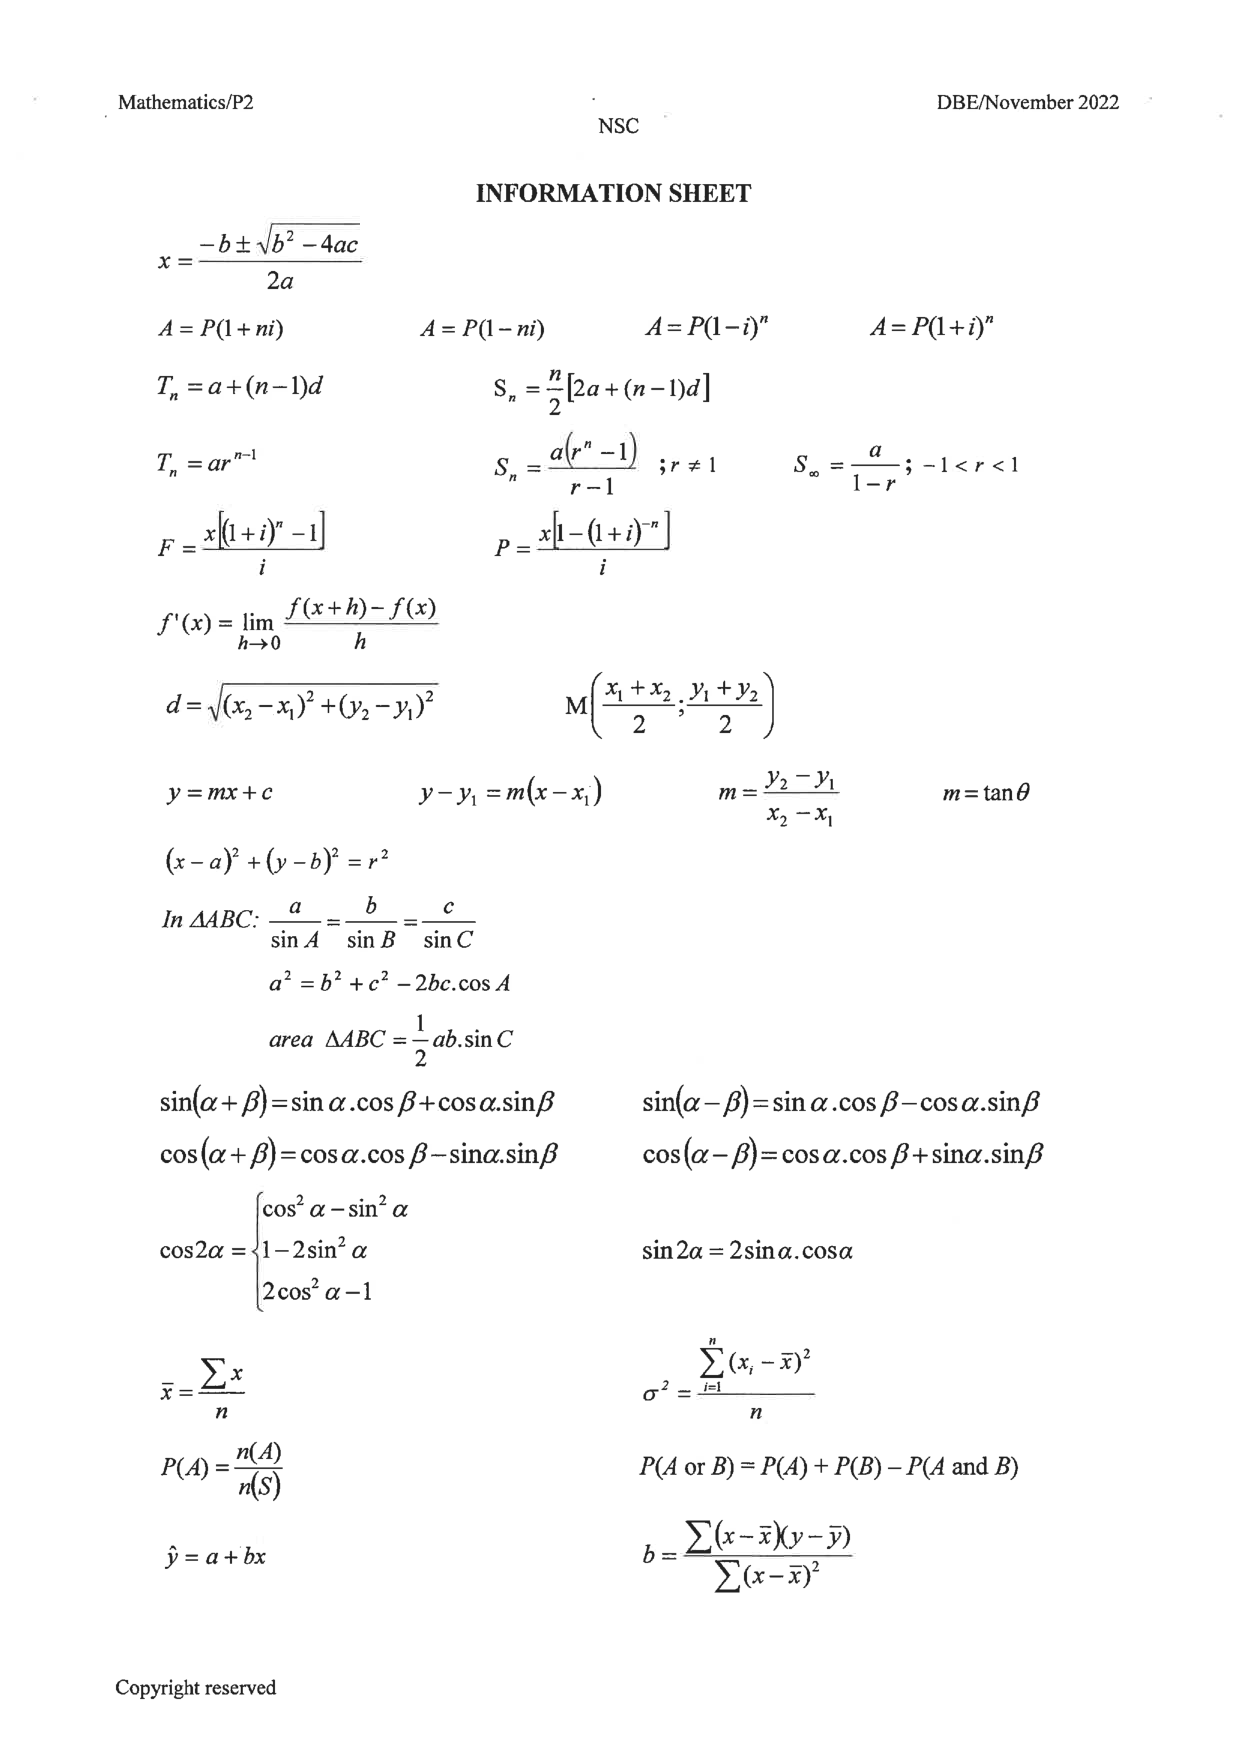 Mathematics/P2 DBE/November 2022
NSC
INFORMATION SHEET
x = (-b ± √(b² - 4ac)) / 2a
A = P(1 + ni) A = P(1 - ni) A = P(1 - i)ⁿ A = P(1 + i)ⁿ
Tₙ = a + (n - 1)d Sₙ = n/2 [2a + (n - 1)d]
Tₙ = arⁿ⁻¹ Sₙ = a(rⁿ - 1) / (r - 1) ; r ≠ 1 S∞ = a / (1 - r) ; -1 < r < 1
F = x[(1 + i)ⁿ - 1] / i P = x[1 - (1 + i)⁻ⁿ] / i
f'(x) = lim h→0 (f(x + h) - f(x)) / h
d = √((x₂ - x₁)² + (y₂ - y₁)²) M((x₁ + x₂)/2 ; (y₁ + y₂)/2)
y = mx + c y - y₁ = m(x - x₁) m = (y₂ - y₁) / (x₂ - x₁) m = tan θ
(x - a)² + (y - b)² = r²
In ΔABC: a / sin A = b / sin B = c / sin C
a² = b² + c² - 2bc.cos A
area ΔABC = 1/2 ab.sin C
sin(α + β) = sin α.cos β + cos α.sin β sin(α - β) = sin α.cos β - cos α.sin β
cos(α + β) = cos α.cos β - sin α.sin β cos(α - β) = cos α.cos β + sin α.sin β
cos 2α = { cos² α - sin² α
1 - 2 sin² α
2 cos² α - 1
sin 2α = 2 sin α.cos α
x̄ = ∑x / n σ² = ∑ i=1 n (xᵢ - x̄)² / n
P(A) = n(A) / n(S) P(A or B) = P(A) + P(B) - P(A and B)
ŷ = a + bx b = ∑(x - x̄)(y - ȳ) / ∑(x - x̄)²
Copyright reserved